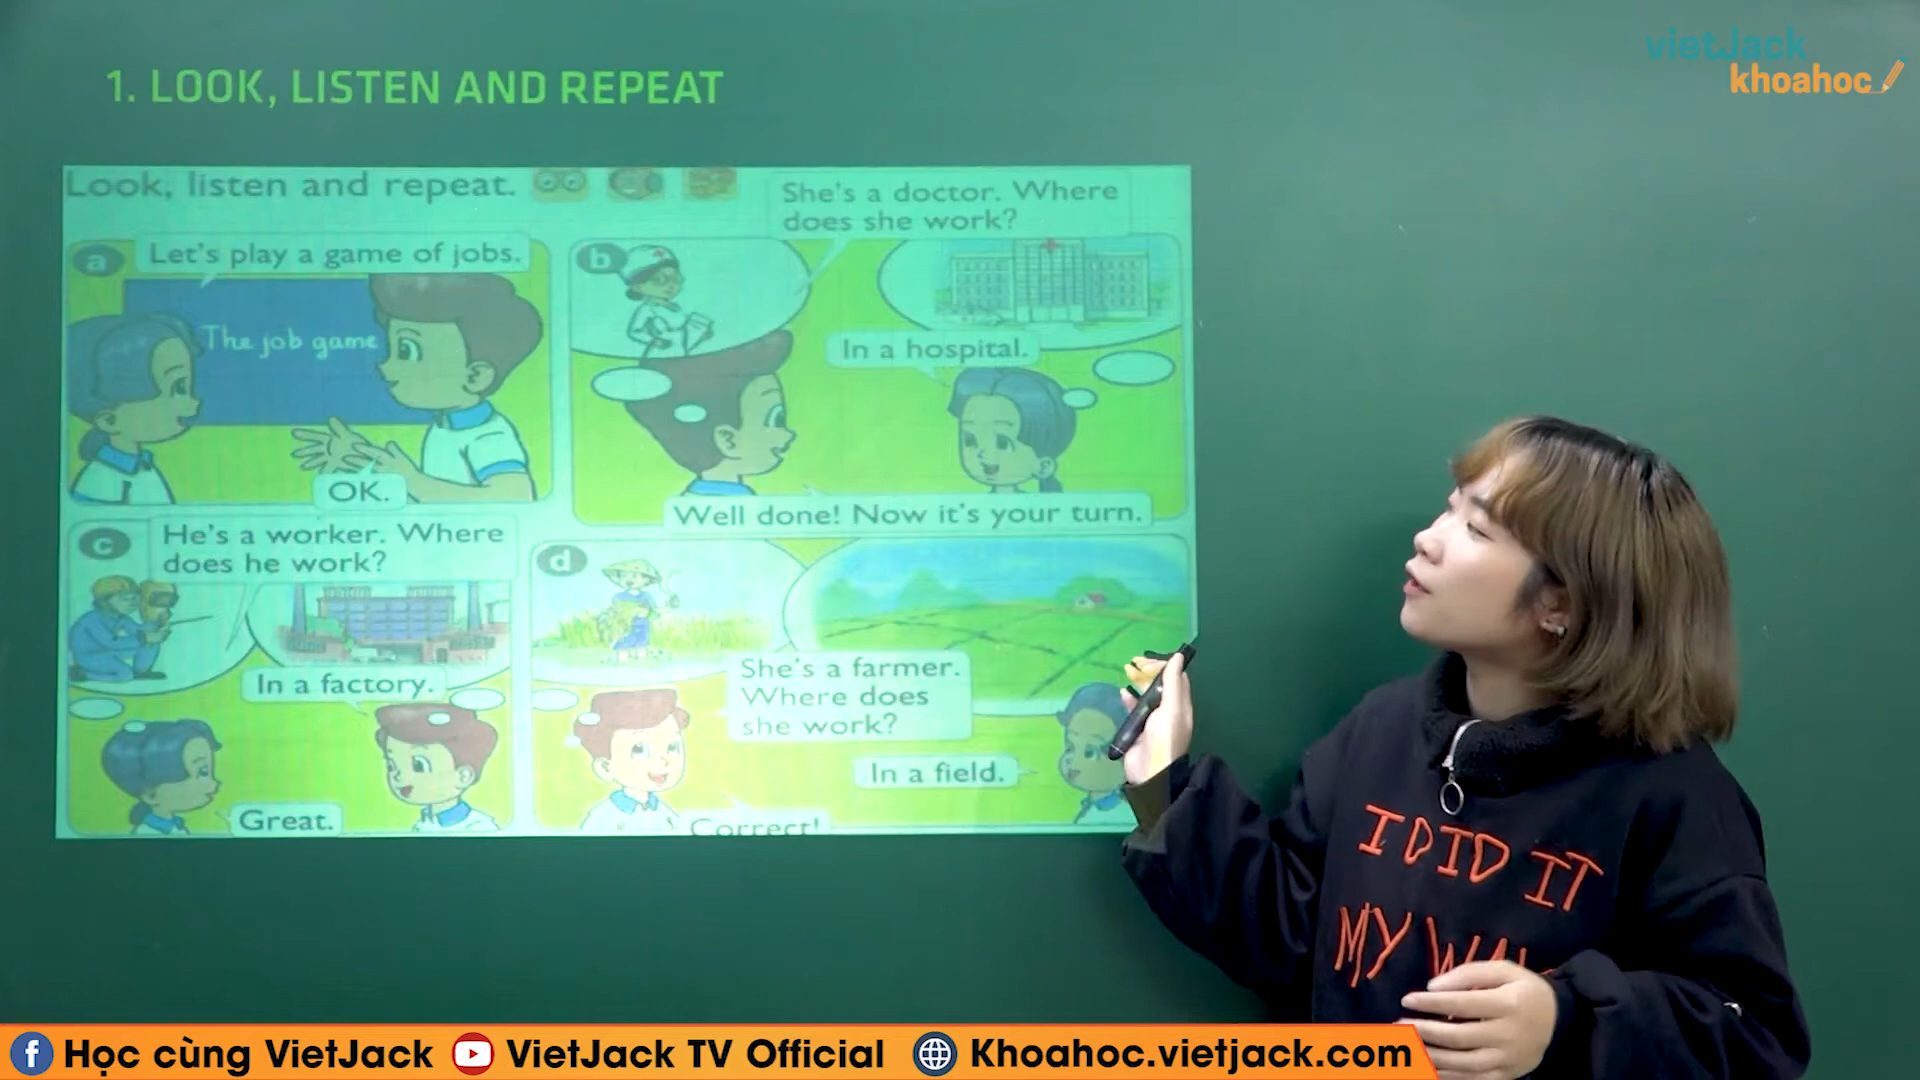 vietJack
khoahoc
1. LOOK, LISTEN AND REPEAT
Look, listen and repeat.
a
Let's play a game of jobs.
The job game
OK.
b
She's a doctor. Where
does she work?
In a hospital.
Well done! Now it's your turn.
c
He's a worker. Where
does he work?
In a factory.
Great.
d
She's a farmer.
Where does
she work?
In a field.
Correct!
I DID IT
MY WAY
Học cùng VietJack
VietJack TV Official
Khoahoc.vietjack.com